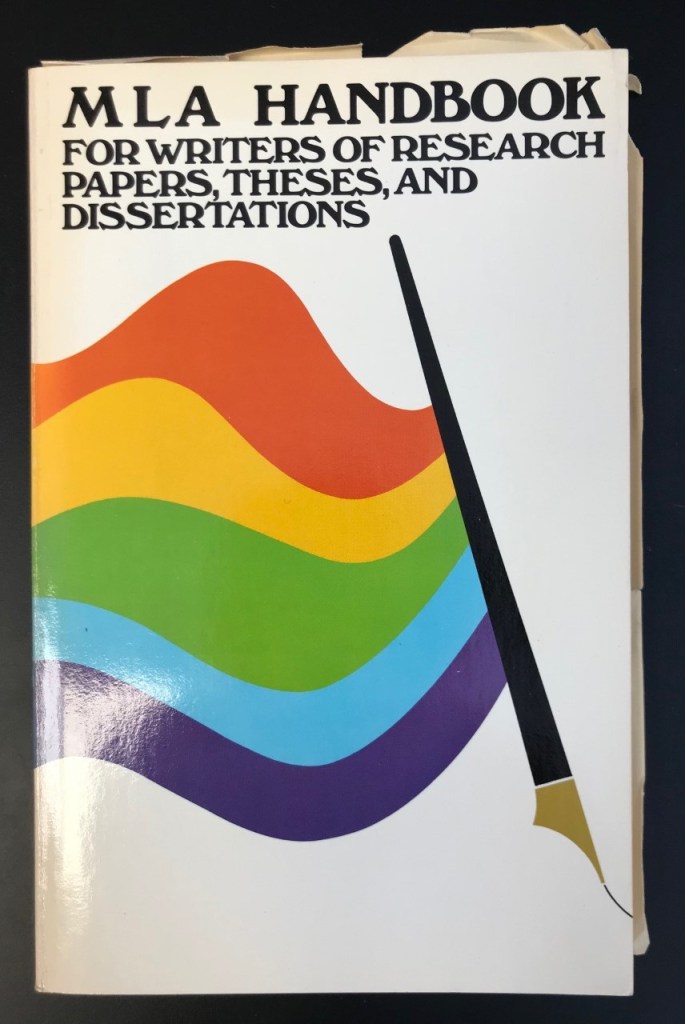 MLA HANDBOOK
FOR WRITERS OF RESEARCH
PAPERS, THESES, AND
DISSERTATIONS